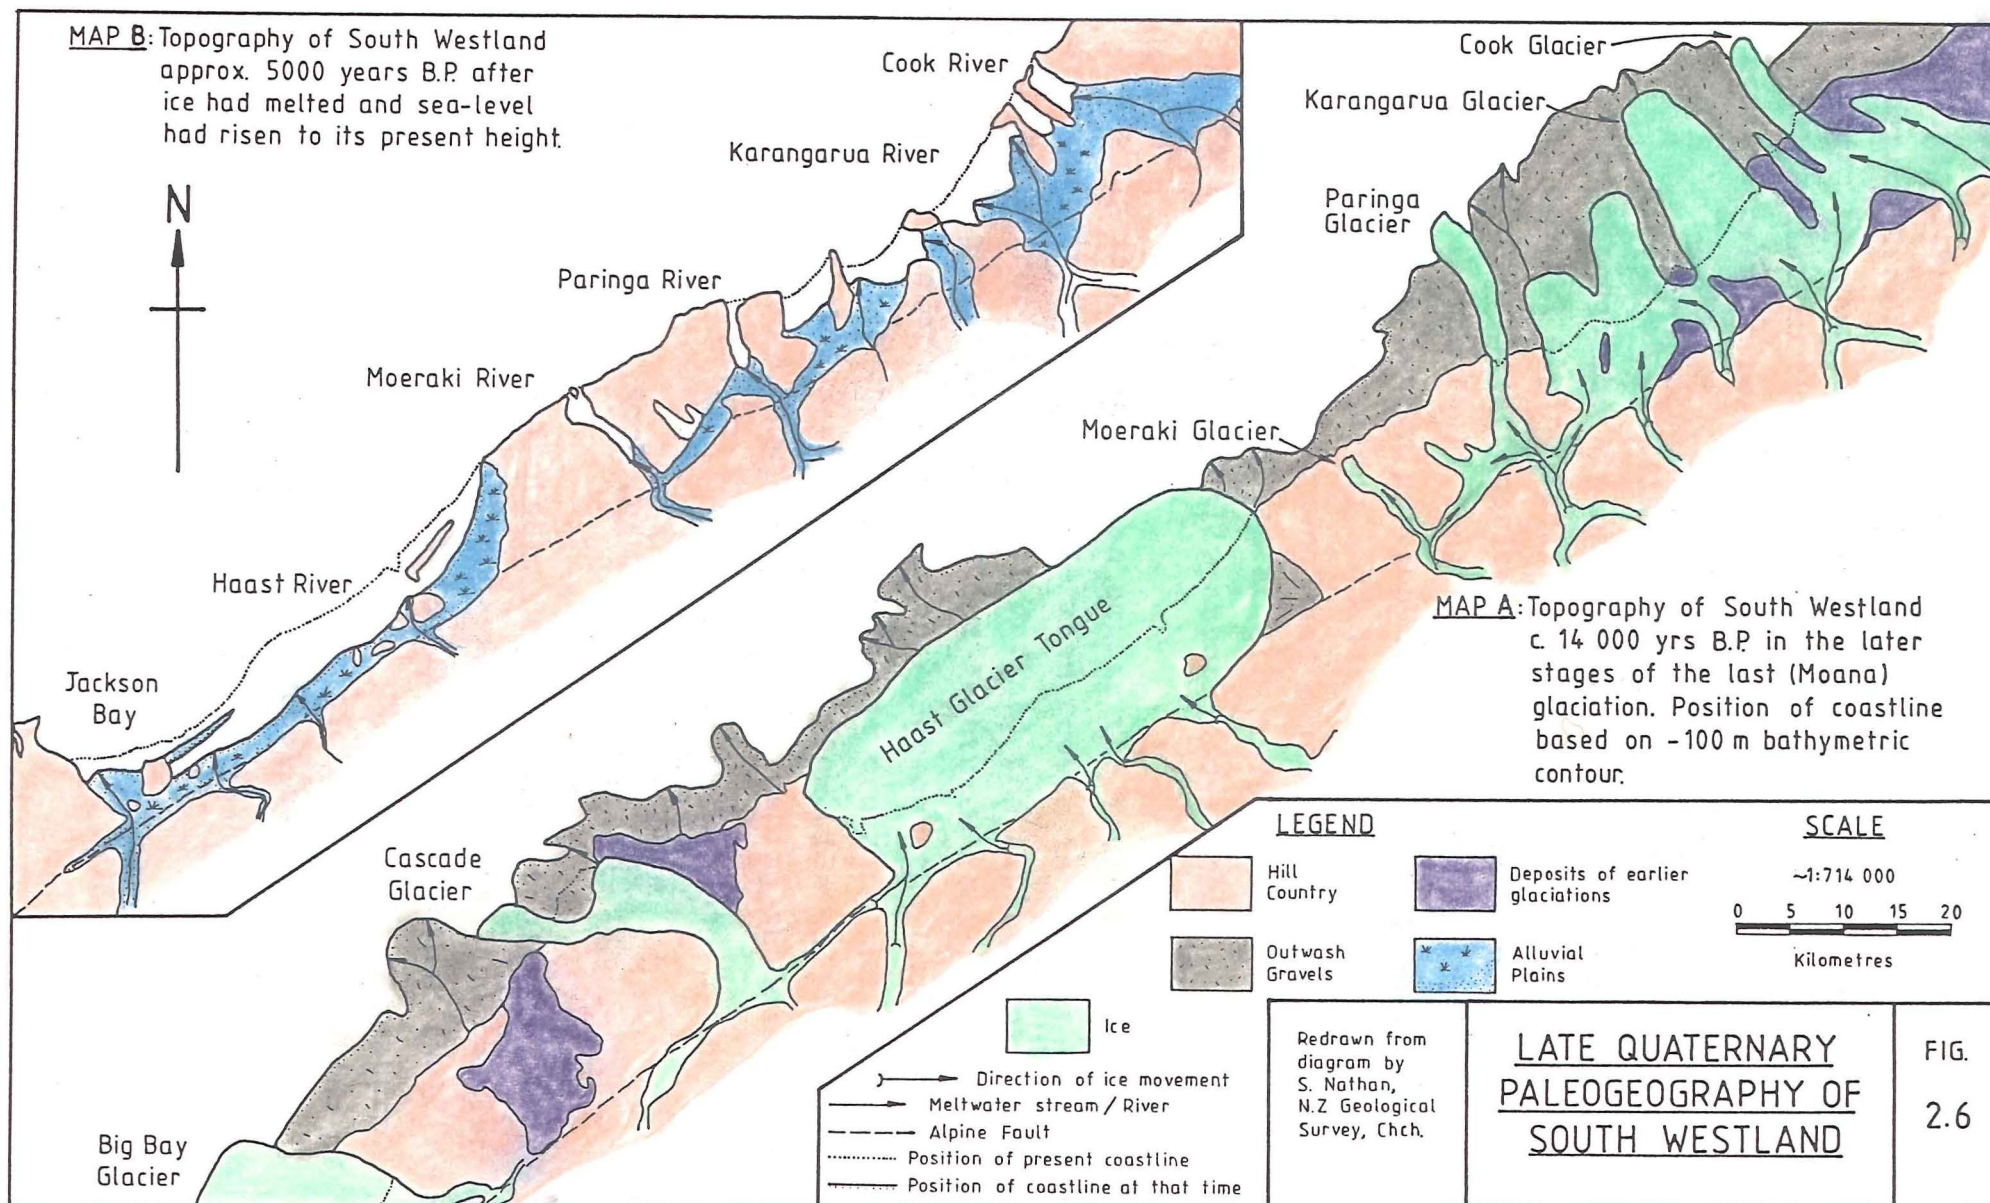 MAP B: Topography of South Westland
approx. 5000 years B.P. after
ice had melted and sea-level
had risen to its present height.
N
Cook River
Karangarua River
Paringa River
Moeraki River
Haast River
Jackson
Bay
Cook Glacier
Karangarua Glacier
Paringa
Glacier
Moeraki Glacier
Haast Glacier Tongue
Cascade
Glacier
Big Bay
Glacier
MAP A: Topography of South Westland
c. 14 000 yrs B.P. in the later
stages of the last (Moana)
glaciation. Position of coastline
based on -100 m bathymetric
contour.
LEGEND
Hill
Country
Deposits of earlier
glaciations
Outwash
Gravels
Alluvial
Plains
Ice
Direction of ice movement
Meltwater stream / River
Alpine Fault
Position of present coastline
Position of coastline at that time
SCALE
~1:714 000
0 5 10 15 20
Kilometres
Redrawn from
diagram by
S. Nathan,
N.Z Geological
Survey, Chch.
LATE QUATERNARY
PALEOGEOGRAPHY OF
SOUTH WESTLAND
FIG.
2.6